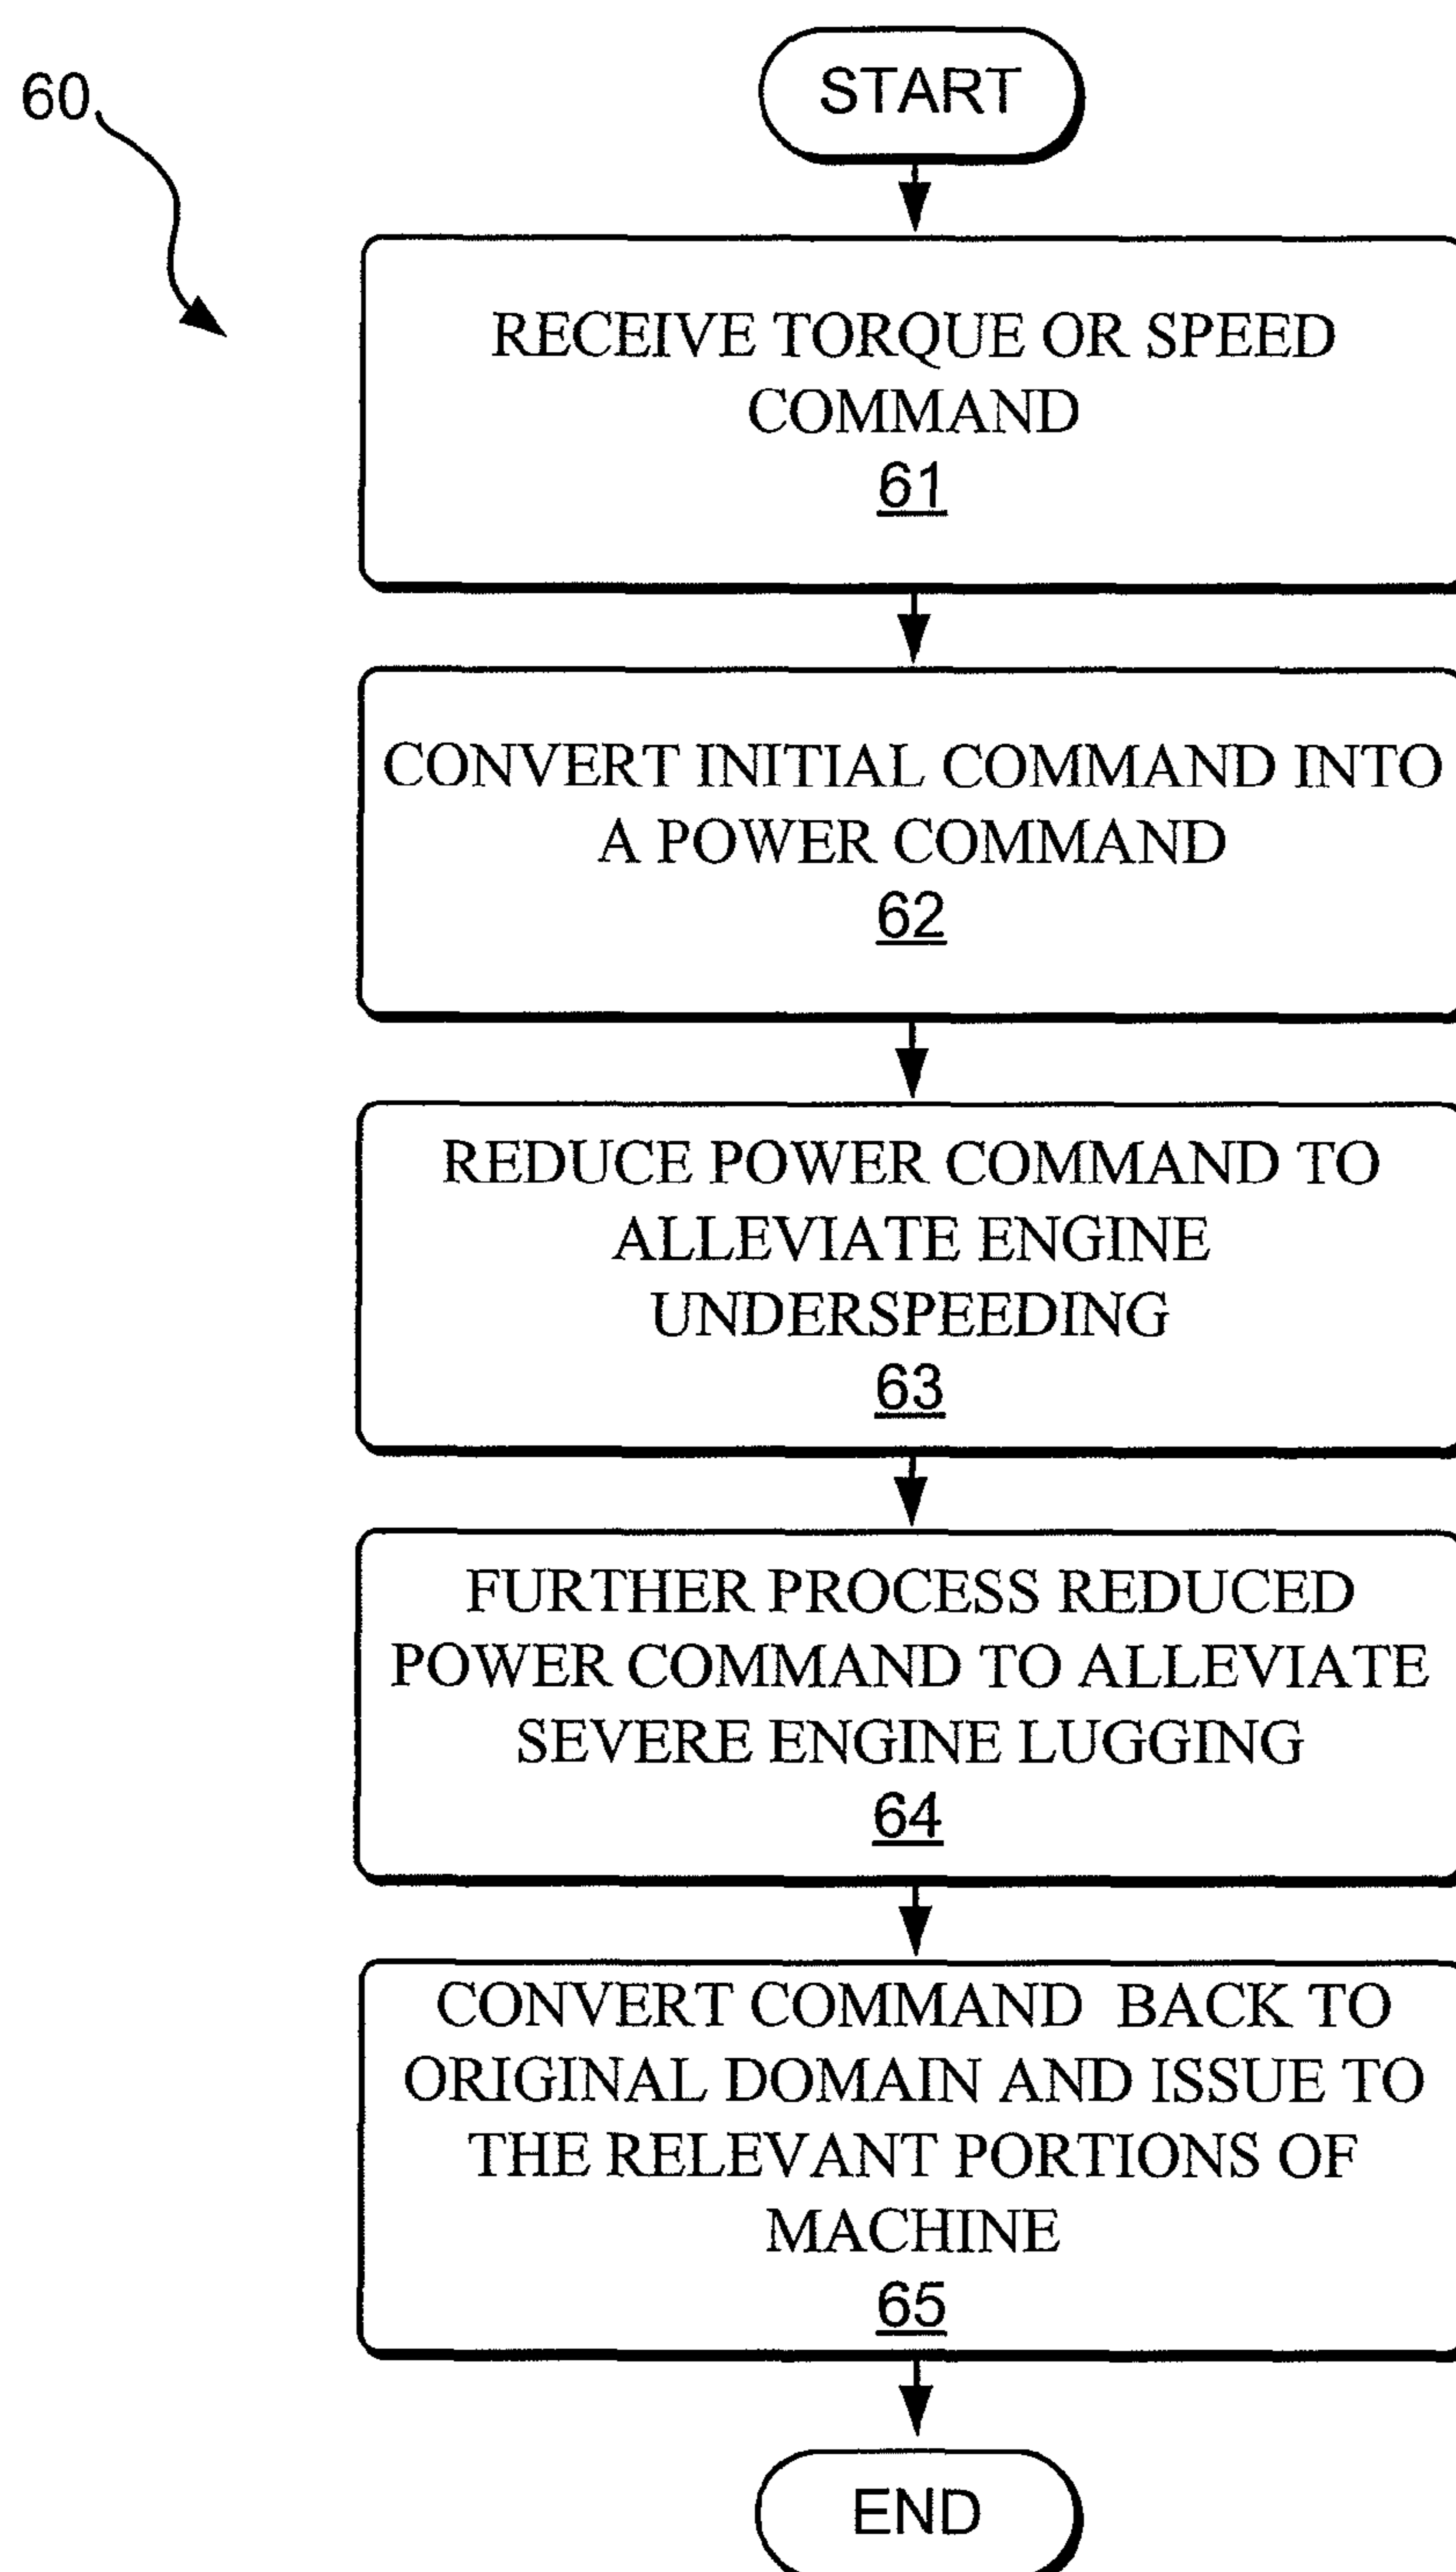 60
START
RECEIVE TORQUE OR SPEED
COMMAND
61
CONVERT INITIAL COMMAND INTO
A POWER COMMAND
62
REDUCE POWER COMMAND TO
ALLEVIATE ENGINE
UNDERSPEEDING
63
FURTHER PROCESS REDUCED
POWER COMMAND TO ALLEVIATE
SEVERE ENGINE LUGGING
64
CONVERT COMMAND BACK TO
ORIGINAL DOMAIN AND ISSUE TO
THE RELEVANT PORTIONS OF
MACHINE
65
END